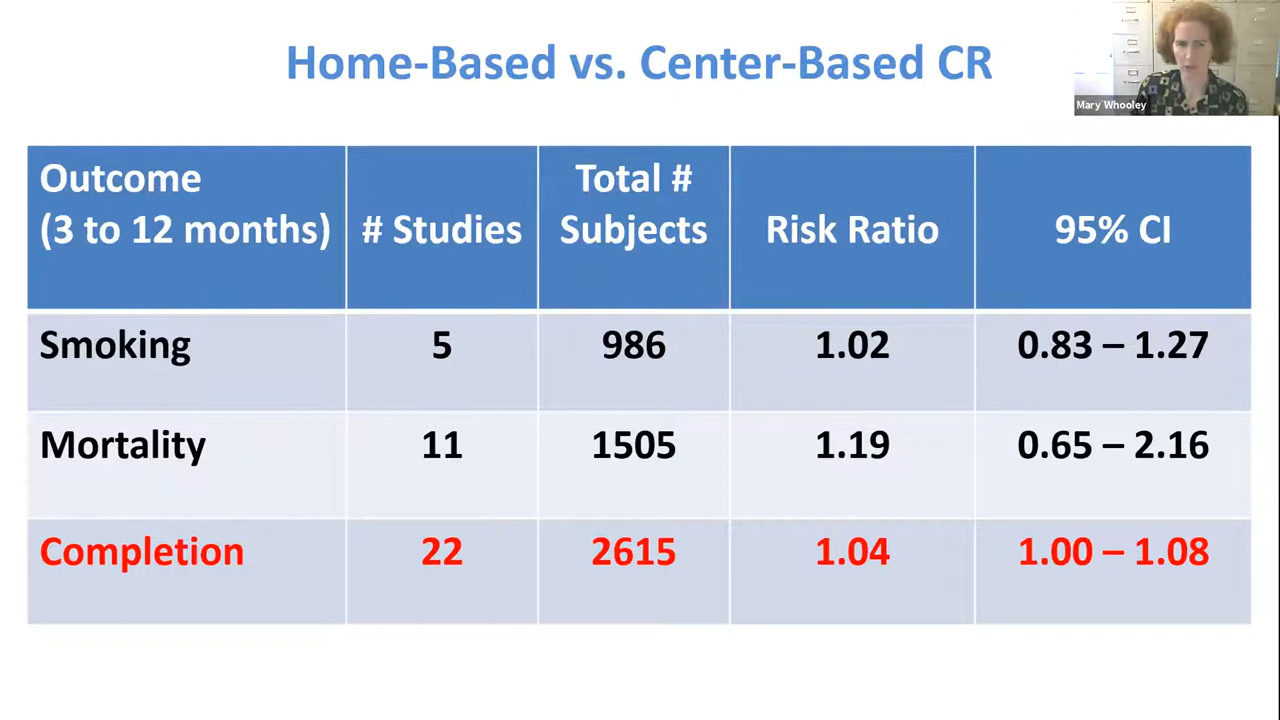 Home-Based vs. Center-Based CR
Mary Whooley
Outcome
(3 to 12 months)
# Studies
Total #
Subjects
Risk Ratio
95% CI
Smoking 5 986 1.02 0.83 – 1.27
Mortality 11 1505 1.19 0.65 – 2.16
Completion 22 2615 1.04 1.00 – 1.08